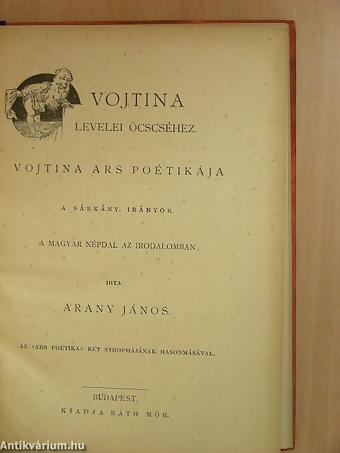 VOJTINA
LEVELEI ÖCSCSÉHEZ.
VOJTINA ARS POÉTIKÁJA
A SÁRKÁNY. IRÁNYOK
A MAGYAR NÉPDAL AZ IRODALOMBAN
IRTA
ARANY JÁNOS.
AZ «ARS POÉTIKA» KÉT STROPHÁJÁNAK HASONMÁSÁVAL.
BUDAPEST,
KIADJA RÁTH MÓR.
Antikvárium.hu